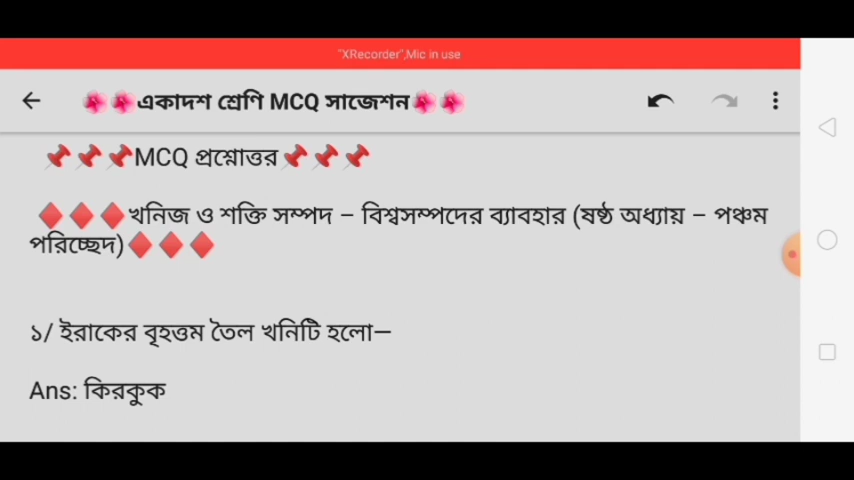 "XRecorder",Mic in use
একাদশ শ্রেণি MCQ সাজেশন
MCQ প্রশ্নোত্তর
খনিজ ও শক্তি সম্পদ – বিশ্বসম্পদের ব্যাবহার (ষষ্ঠ অধ্যায় – পঞ্চম
পরিচ্ছেদ)
১/ ইরাকের বৃহত্তম তৈল খনিটি হলো—
Ans: কিরকুক